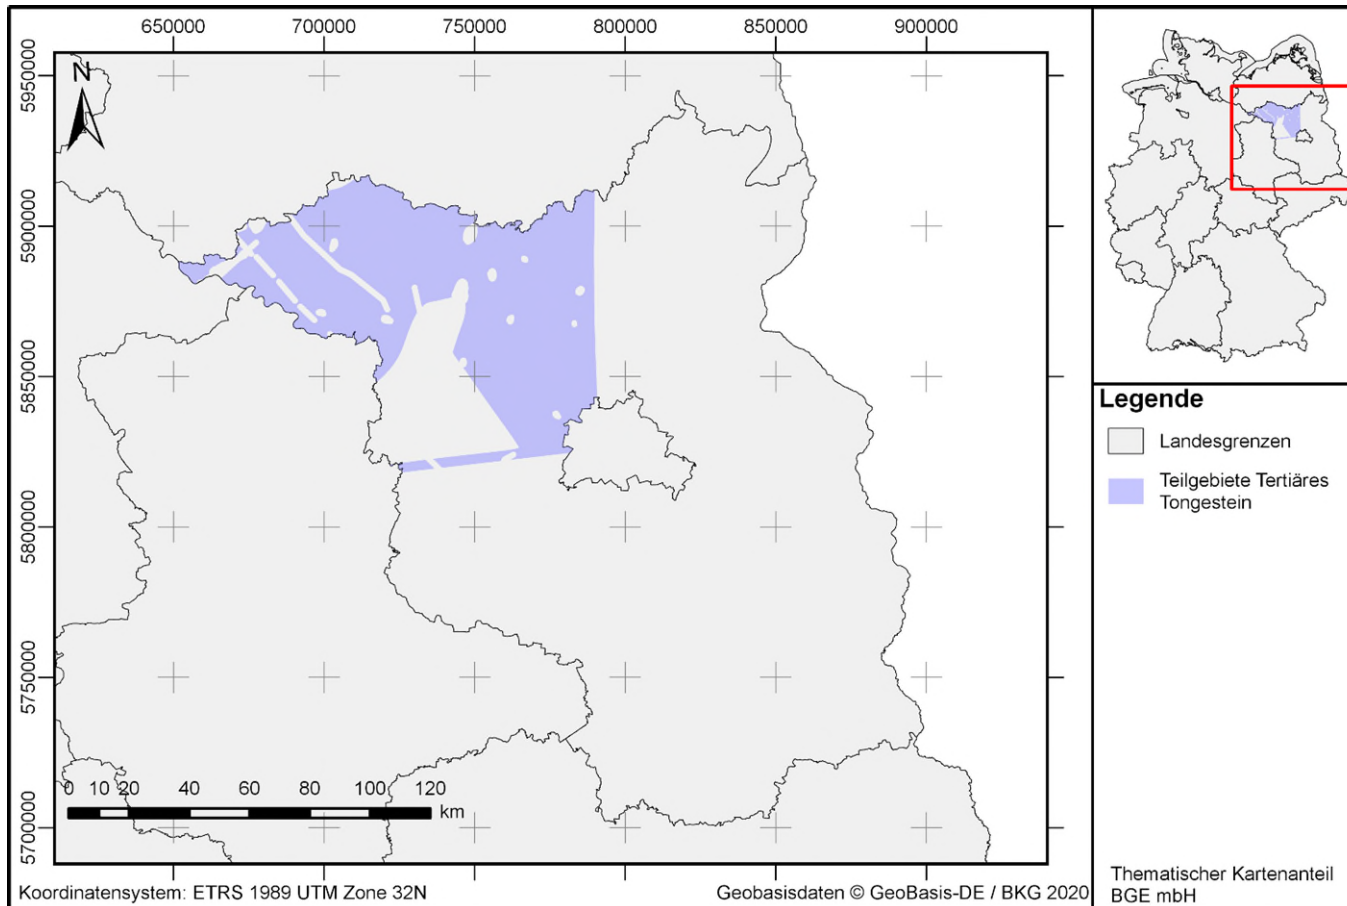 650000 700000 750000 800000 850000 900000
5950000
5900000
5850000
5800000
5750000
5700000
N
0 10 20 40 60 80 100 120
km
Koordinatensystem: ETRS 1989 UTM Zone 32N
Geobasisdaten © GeoBasis-DE / BKG 2020
Legende
Landesgrenzen
Teilgebiete Tertiäres
Tongestein
Thematischer Kartenanteil
BGE mbH